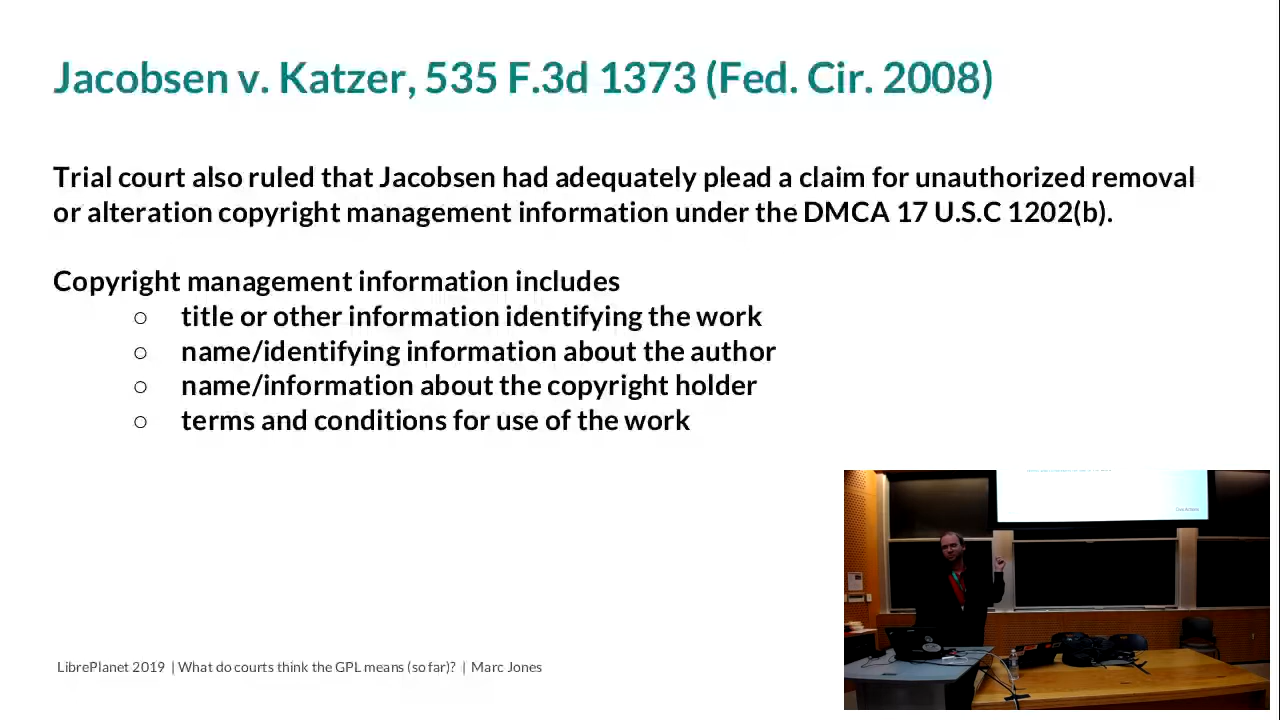 Jacobsen v. Katzer, 535 F.3d 1373 (Fed. Cir. 2008)
Trial court also ruled that Jacobsen had adequately plead a claim for unauthorized removal
or alteration copyright management information under the DMCA 17 U.S.C 1202(b).
Copyright management information includes
○ title or other information identifying the work
○ name/identifying information about the author
○ name/information about the copyright holder
○ terms and conditions for use of the work
LibrePlanet 2019 | What do courts think the GPL means (so far)? | Marc Jones